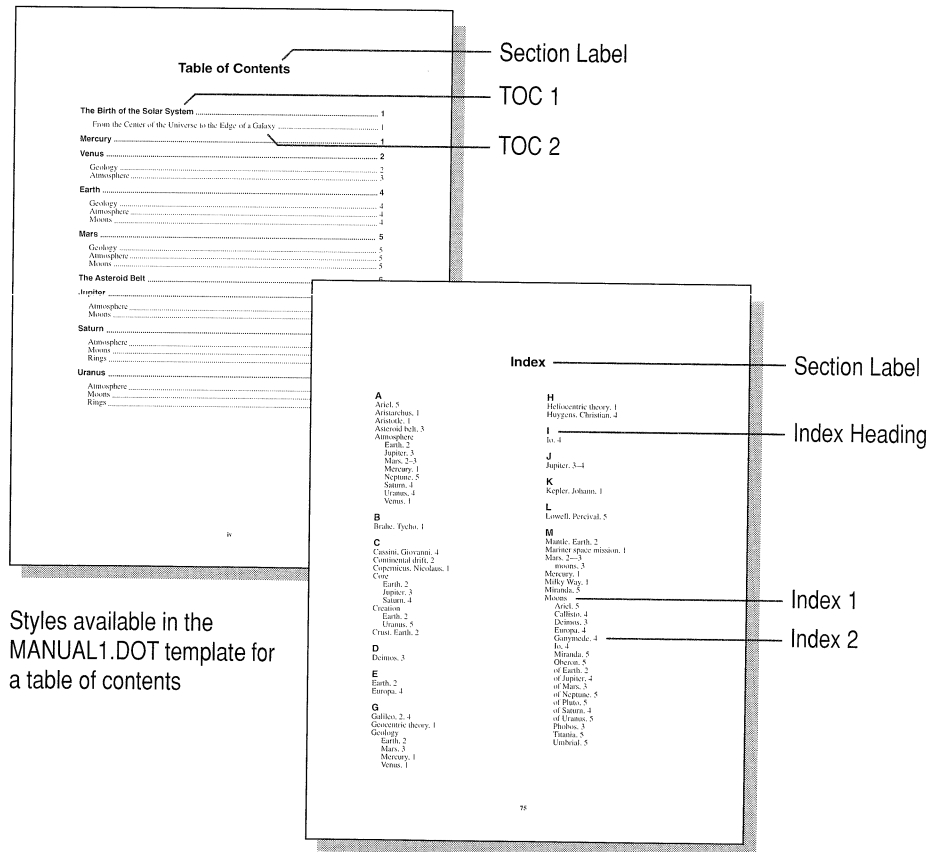 Table of Contents
The Birth of the Solar System 1
From the Center of the Universe to the Edge of a Galaxy 1
Mercury 1
Venus 2
Geology 2
Atmosphere 3
Earth 4
Geology 4
Atmosphere 4
Moons 4
Mars 5
Geology 5
Atmosphere 5
Moons 5
The Asteroid Belt
Jupiter
Atmosphere
Moons
Saturn
Atmosphere
Moons
Rings
Uranus
Atmosphere
Moons
Rings
iv
Section Label
TOC 1
TOC 2
Index
A
Ariel, 5
Aristarchus, 1
Aristotle, 1
Asteroid belt, 3
Atmosphere
Earth, 2
Jupiter, 3
Mars, 2–3
Mercury, 1
Neptune, 5
Saturn, 4
Uranus, 4
Venus, 1
B
Brahe, Tycho, 1
C
Cassini, Giovanni, 4
Continental drift, 2
Copernicus, Nicolaus, 1
Core
Earth, 2
Jupiter, 3
Saturn, 4
Creation
Earth, 2
Uranus, 5
Crust, Earth, 2
D
Deimos, 3
E
Earth, 2
Europa, 4
G
Galileo, 2, 4
Geocentric theory, 1
Geology
Earth, 2
Mars, 3
Mercury, 1
Venus, 1
H
Heliocentric theory, 1
Huygens, Christian, 4
I
Io, 4
J
Jupiter, 3–4
K
Kepler, Johann, 1
L
Lowell, Percival, 5
M
Mantle, Earth, 2
Mariner space mission, 1
Mars, 2—3
moons, 3
Mercury, 1
Milky Way, 1
Miranda, 5
Moons
Ariel, 5
Callisto, 4
Deimos, 3
Europa, 4
Ganymede, 4
Io, 4
Miranda, 5
Oberon, 5
of Earth, 2
of Jupiter, 4
of Mars, 3
of Neptune, 5
of Pluto, 5
of Saturn, 4
of Uranus, 5
Phobos, 3
Titania, 5
Umbrial, 5
75
Section Label
Index Heading
Index 1
Index 2
Styles available in the
MANUAL1.DOT template for
a table of contents